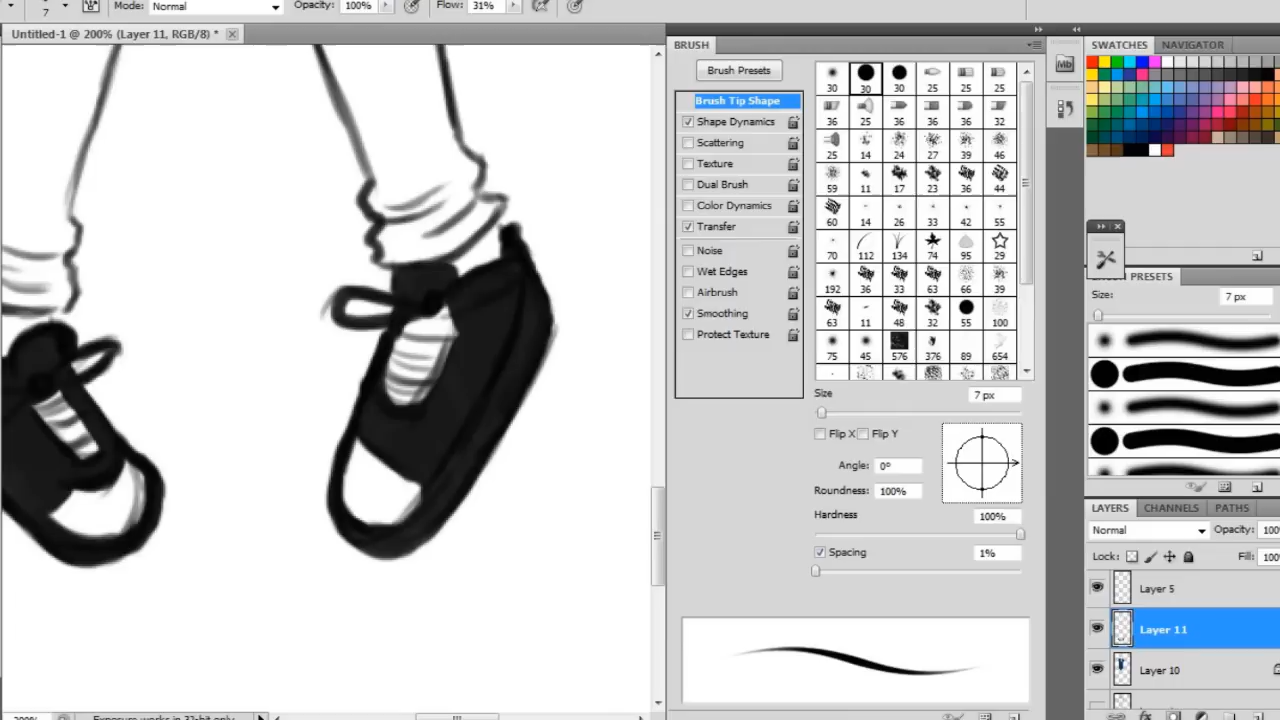 7 Mode: Normal Opacity: 100% Flow: 31%
Untitled-1 @ 200% (Layer 11, RGB/8) *
BRUSH
Brush Presets
Brush Tip Shape
Shape Dynamics
Scattering
Texture
Dual Brush
Color Dynamics
Transfer
Noise
Wet Edges
Airbrush
Smoothing
Protect Texture
30 30 30 25 25 25
36 25 36 36 36 32
25 14 24 27 39 46
59 11 17 23 36 44
60 14 26 33 42 55
70 112 134 74 95 29
192 36 33 63 66 39
63 11 48 32 55 100
75 45 576 376 89 654
Size 7 px
Flip X Flip Y
Angle: 0º
Roundness: 100%
Hardness 100%
Spacing 1%
Mb
SWATCHES NAVIGATOR
PRESETS
Size: 7 px
LAYERS CHANNELS PATHS
Normal Opacity: 100
Lock: Fill: 100
Layer 5
Layer 11
Layer 10
200% Exposure works in 32-bit only